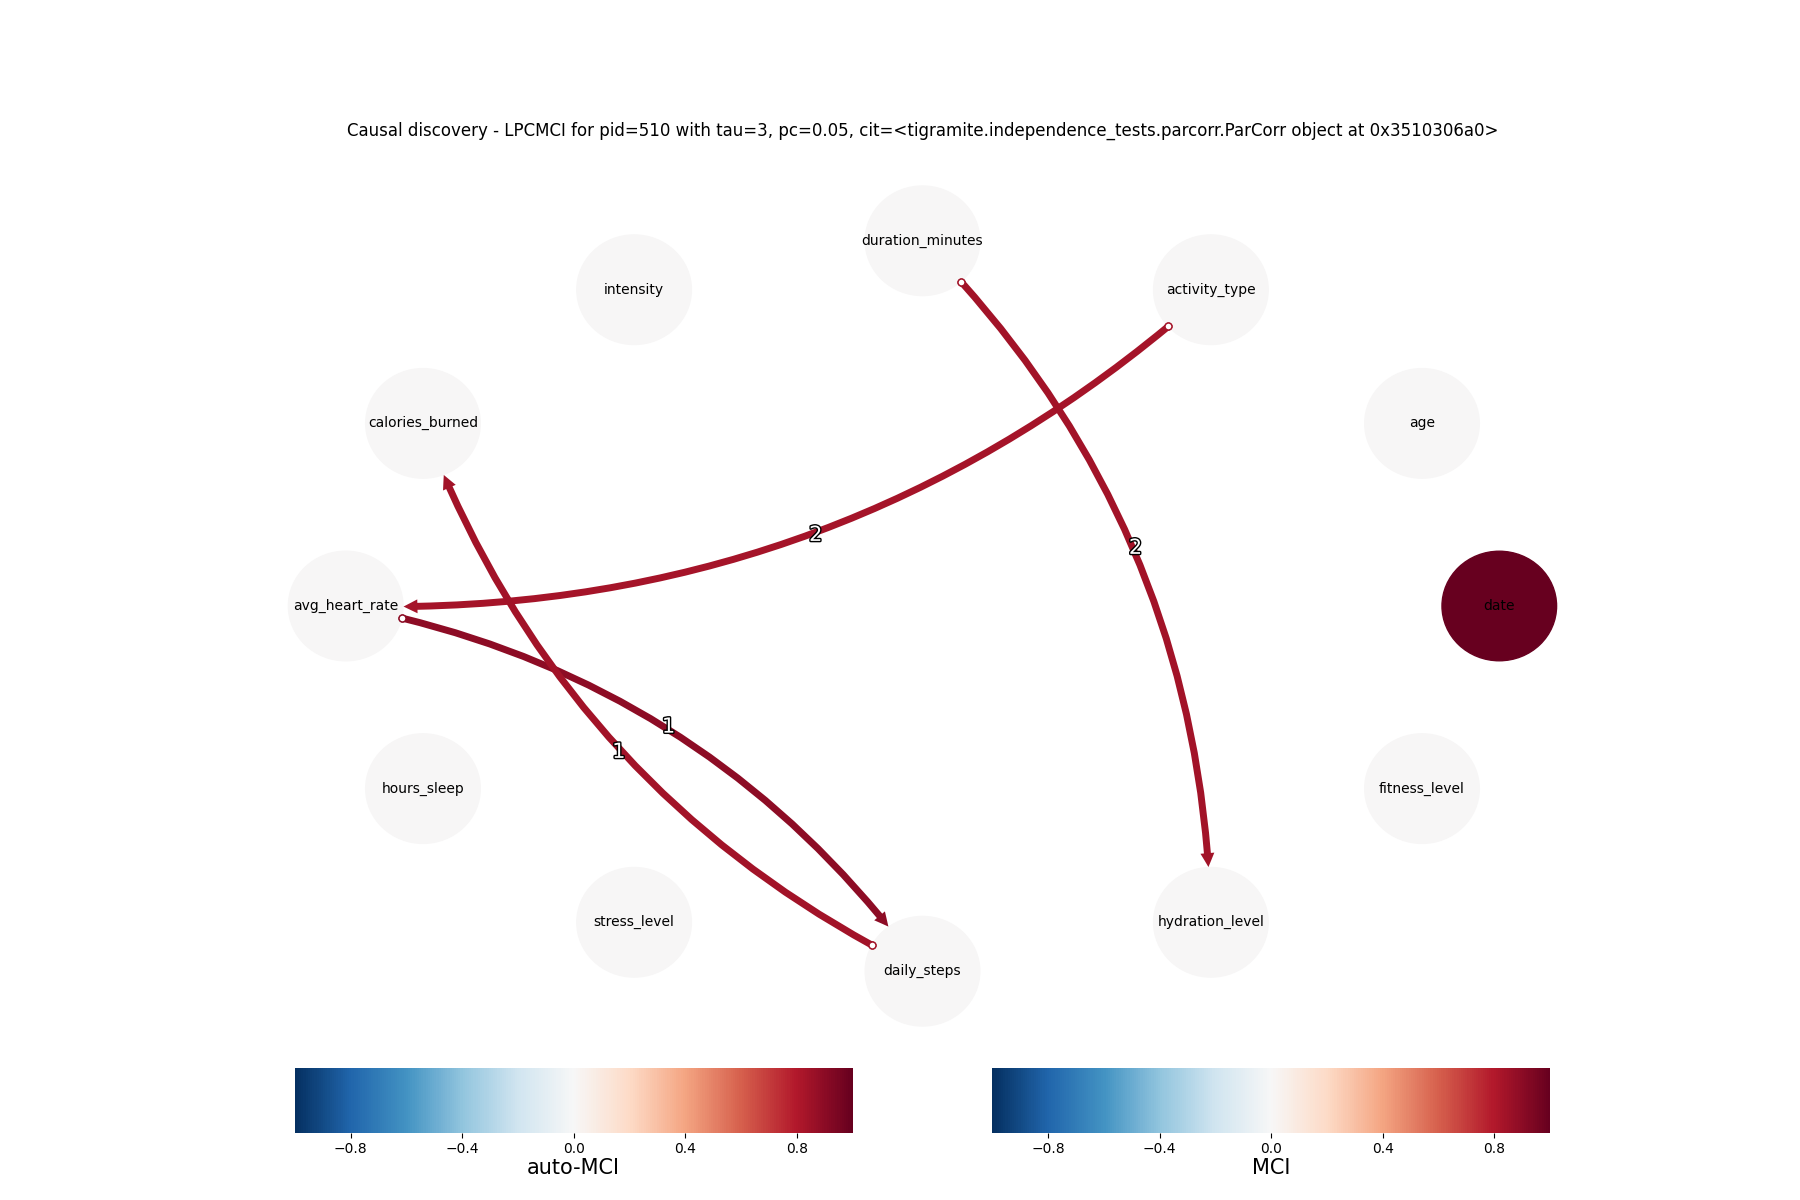 Causal discovery - LPCMCI for pid=510 with tau=3, pc=0.05, cit=<tigramite.independence_tests.parcorr.ParCorr object at 0x3510306a0>
duration_minutes
intensity
activity_type
calories_burned
age
2
2
avg_heart_rate
date
1
1
hours_sleep
fitness_level
stress_level
hydration_level
daily_steps
−0.8 −0.4 0.0 0.4 0.8
auto-MCI
−0.8 −0.4 0.0 0.4 0.8
MCI